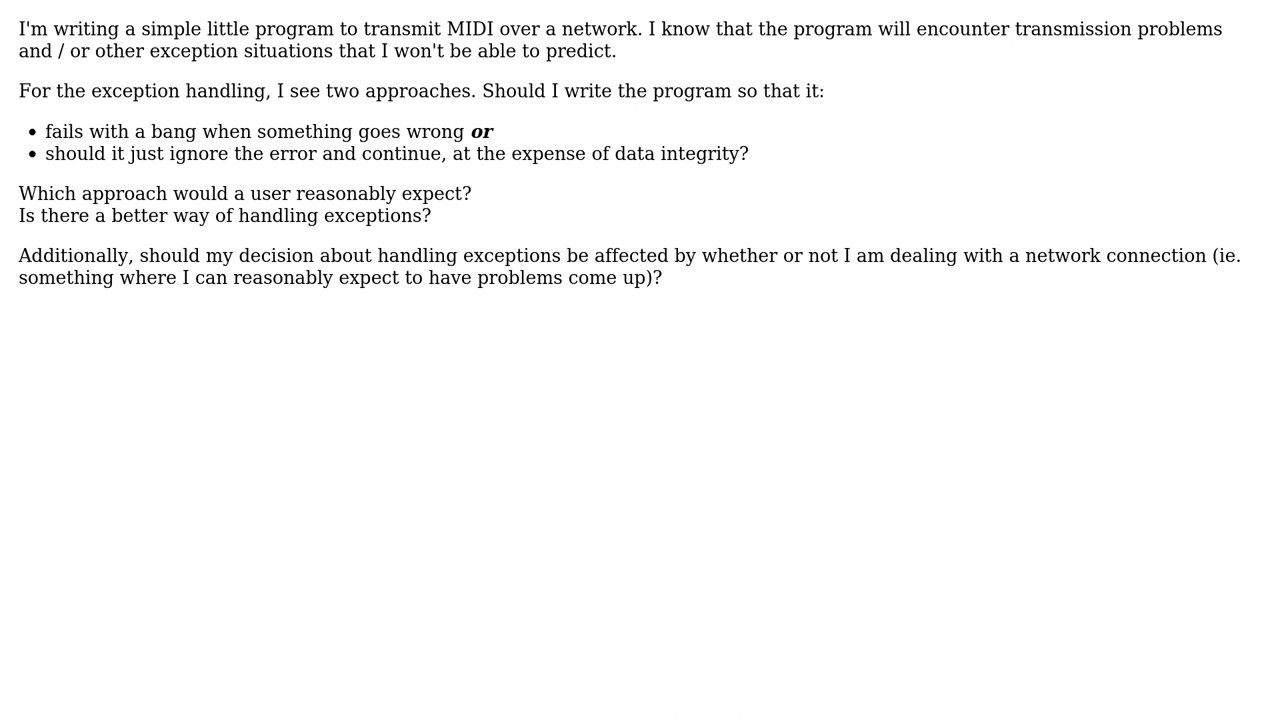 I'm writing a simple little program to transmit MIDI over a network. I know that the program will encounter transmission problems
and / or other exception situations that I won't be able to predict.
For the exception handling, I see two approaches. Should I write the program so that it:
• fails with a bang when something goes wrong or
• should it just ignore the error and continue, at the expense of data integrity?
Which approach would a user reasonably expect?
Is there a better way of handling exceptions?
Additionally, should my decision about handling exceptions be affected by whether or not I am dealing with a network connection (ie.
something where I can reasonably expect to have problems come up)?